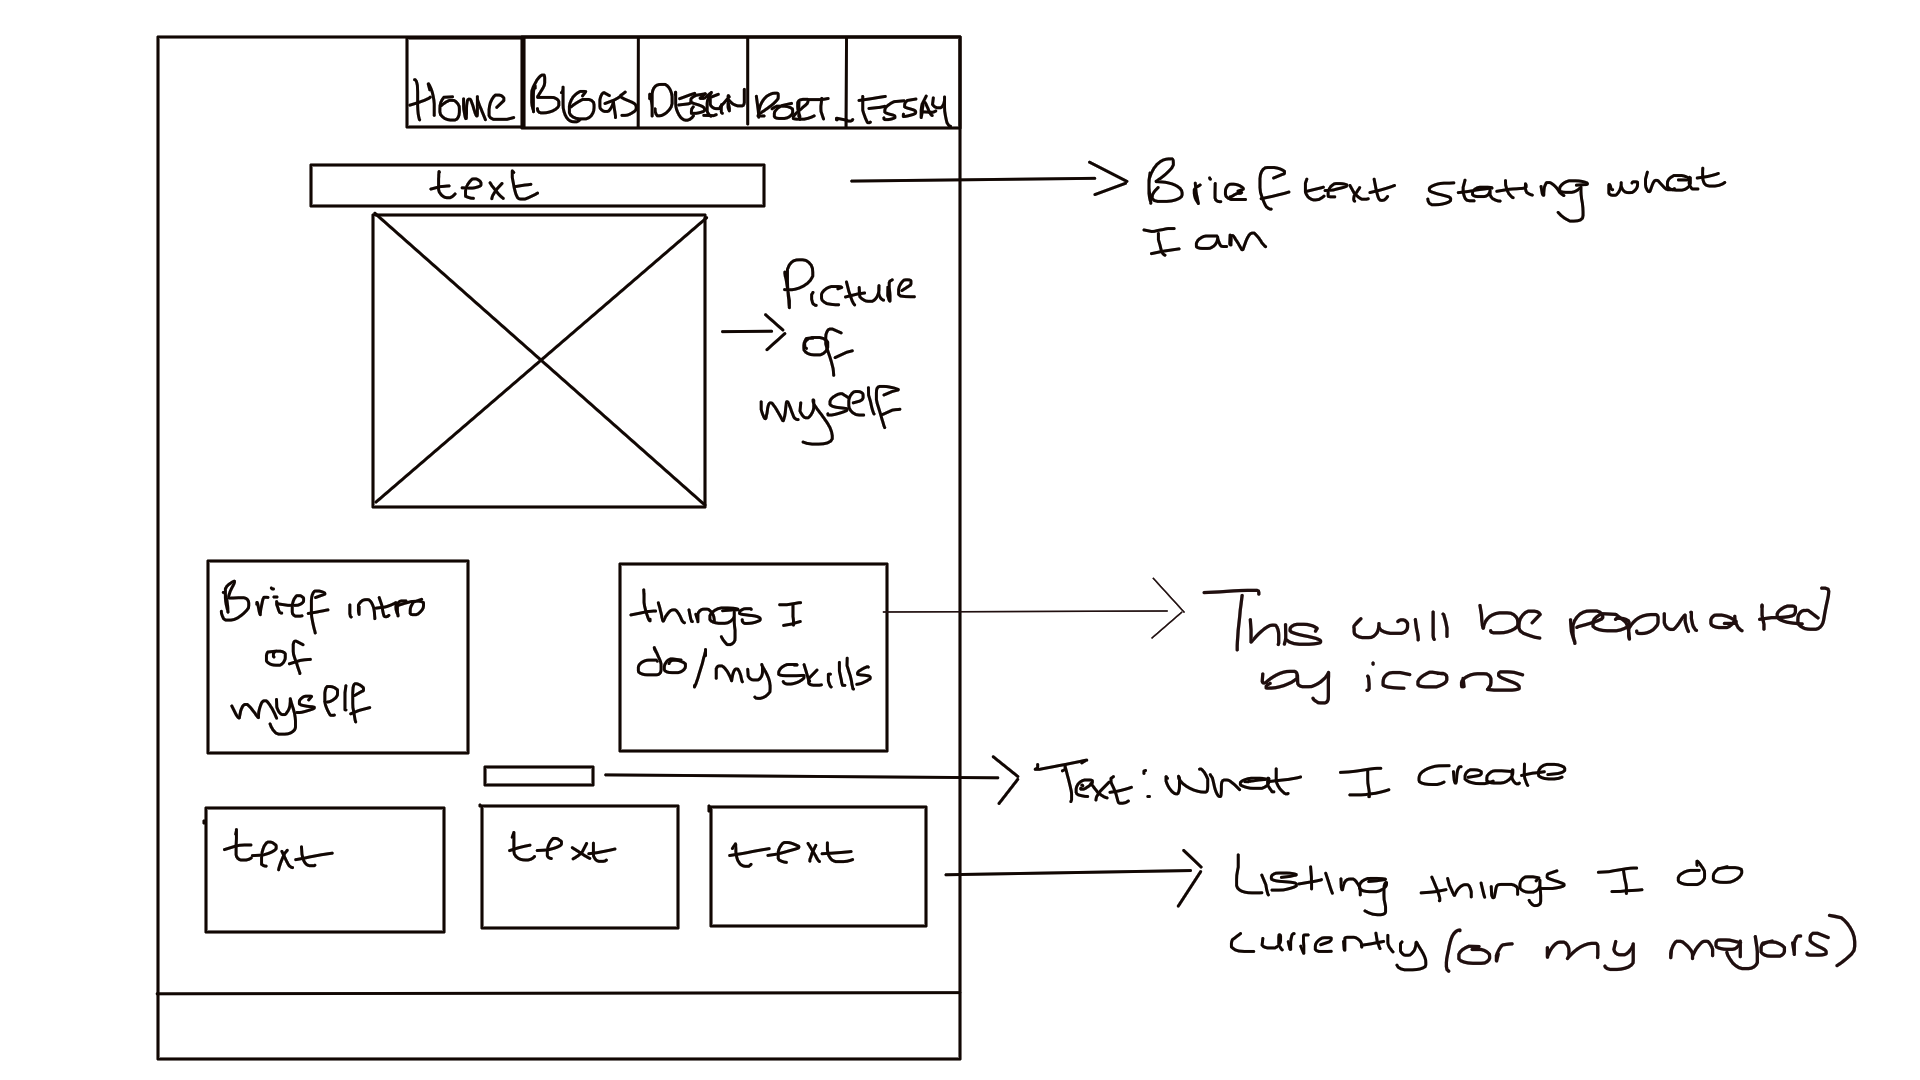 HOME BLOGS DESIGN PORT_ ESSAY
text
Brief text stating what
I am
Picture
of
myself
Brief intro
of
myself
things I
do/my skills
This will be populated
by icons
Text: What I create
text text text
Listing things I do
currently (or my majors)